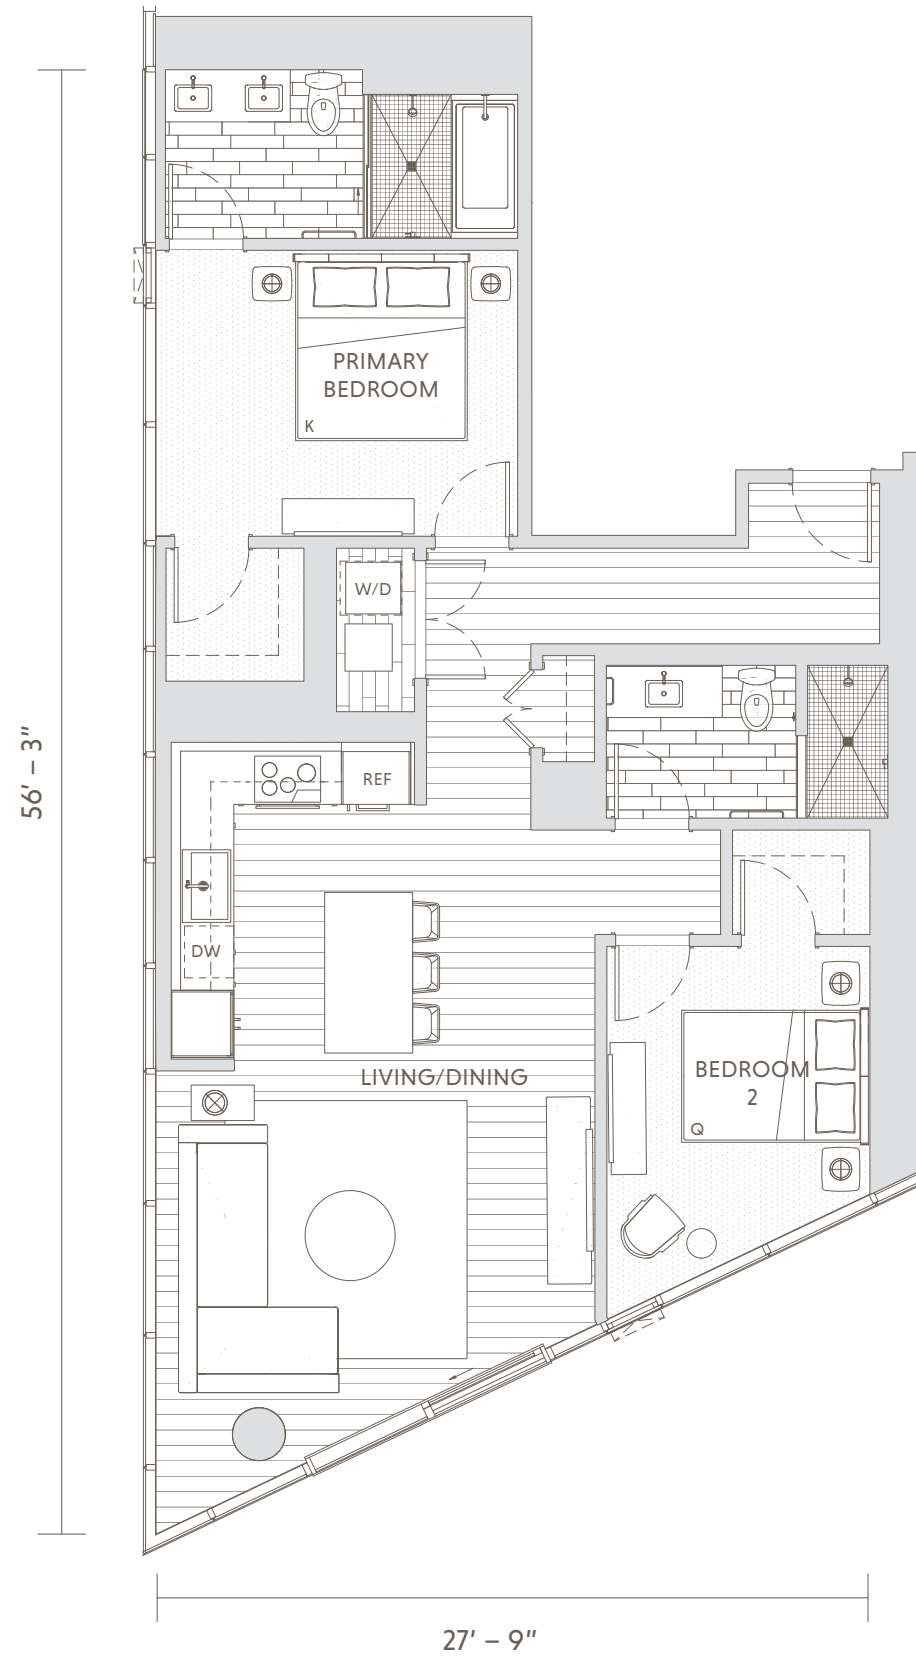 PRIMARY
BEDROOM
K
W/D
56’ – 3”
REF
DW
LIVING/DINING
BEDROOM
2
Q
27’ – 9”